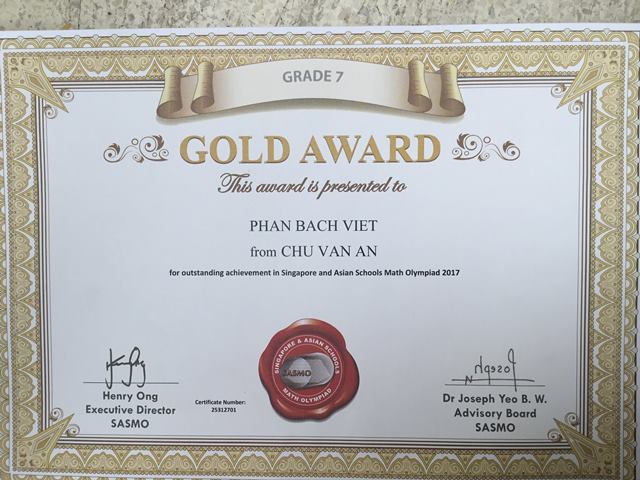 GRADE 7
GOLD AWARD
This award is presented to
PHAN BACH VIET
from CHU VAN AN
for outstanding achievement in Singapore and Asian Schools Math Olympiad 2017
Henry Ong
Executive Director
SASMO
Certificate Number:
25312701
SINGAPORE & ASIAN SCHOOLS
SASMO
MATH OLYMPIAD
Dr Joseph Yeo B. W.
Advisory Board
SASMO